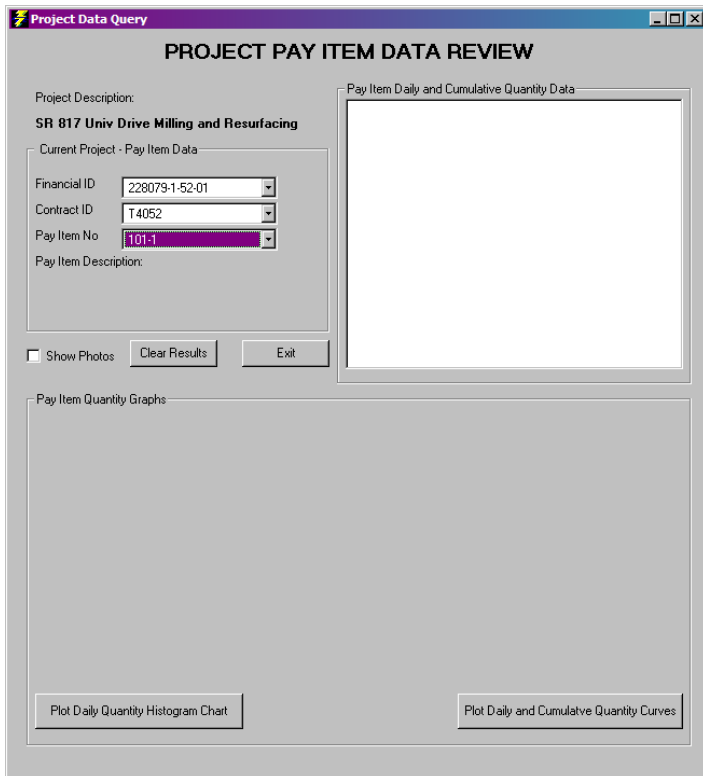 Project Data Query
PROJECT PAY ITEM DATA REVIEW
Project Description:
SR 817 Univ Drive Milling and Resurfacing
Current Project - Pay Item Data
Financial ID 228079-1-52-01
Contract ID T4052
Pay Item No 101-1
Pay Item Description:
Show Photos Clear Results Exit
Pay Item Daily and Cumulative Quantity Data
Pay Item Quantity Graphs
Plot Daily Quantity Histogram Chart Plot Daily and Cumulatve Quantity Curves